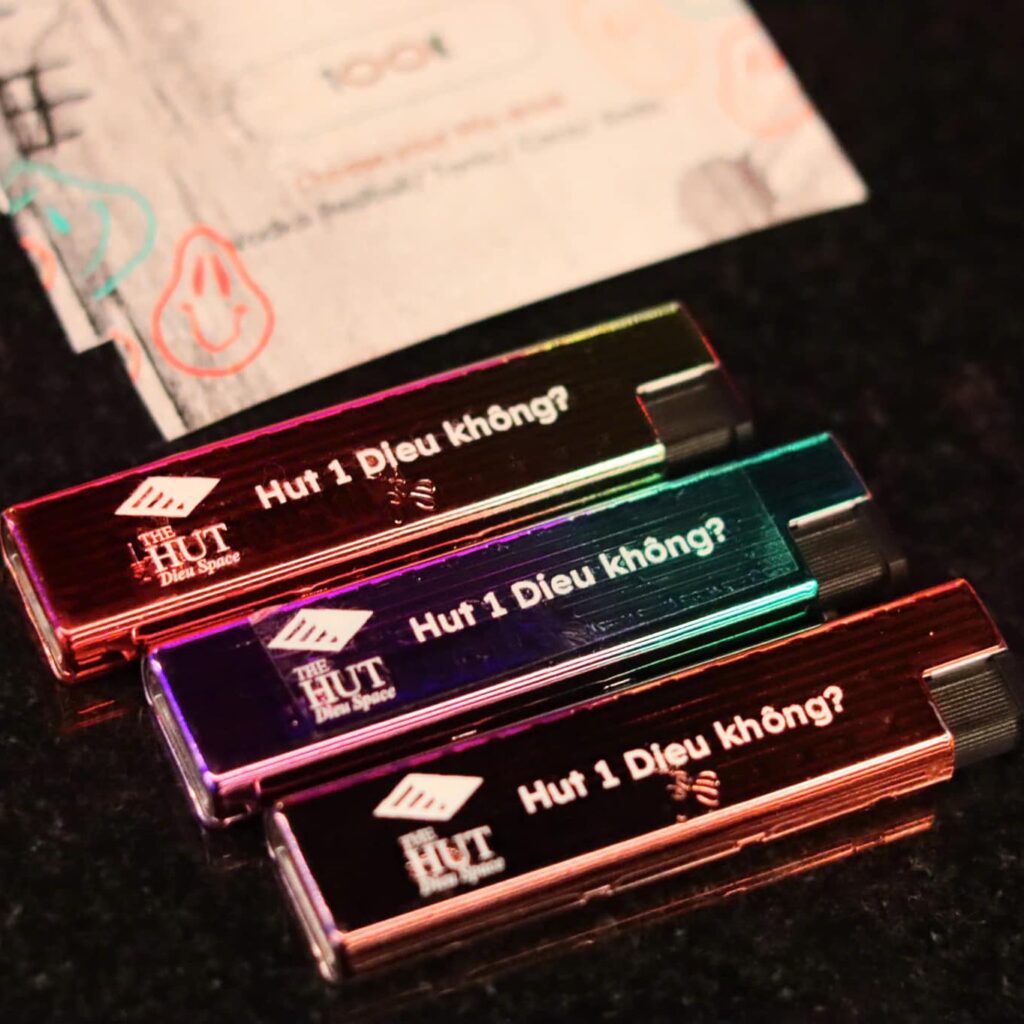 100k
Hut 1 Dieu không?
THE
HUT
Dieu Space
Hut 1 Dieu không?
THE
HUT
Dieu Space
Hut 1 Dieu không?
THE
HUT
Dieu Space